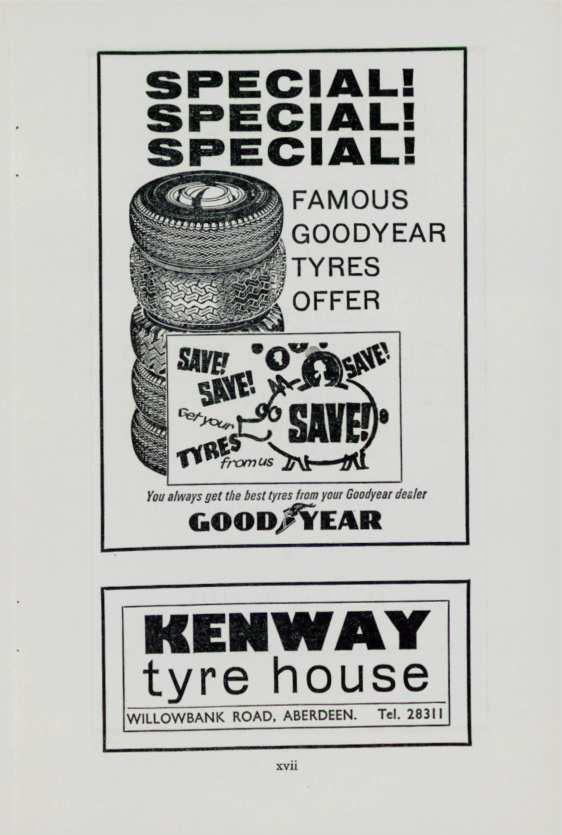 SPECIAL!
SPECIAL!
SPECIAL!
FAMOUS
GOODYEAR
TYRES
OFFER
SAVE!
SAVE!
SAVE!
SAVE!
Get your
TYRES
from us
You always get the best tyres from your Goodyear dealer
GOODYEAR
KENWAY
tyre house
WILLOWBANK ROAD, ABERDEEN. Tel. 28311
xvii